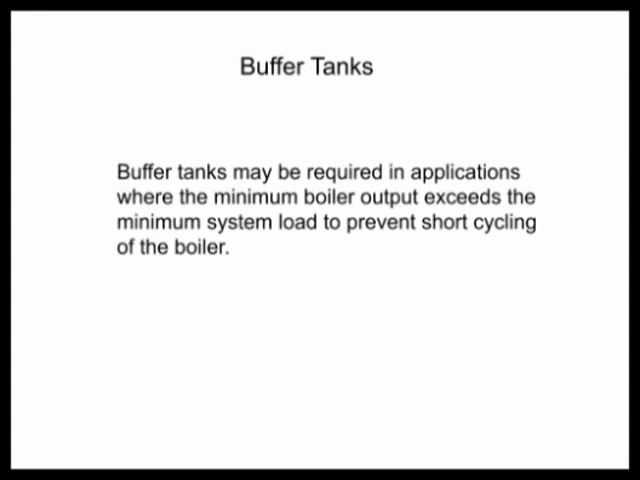 Buffer Tanks
Buffer tanks may be required in applications
where the minimum boiler output exceeds the
minimum system load to prevent short cycling
of the boiler.